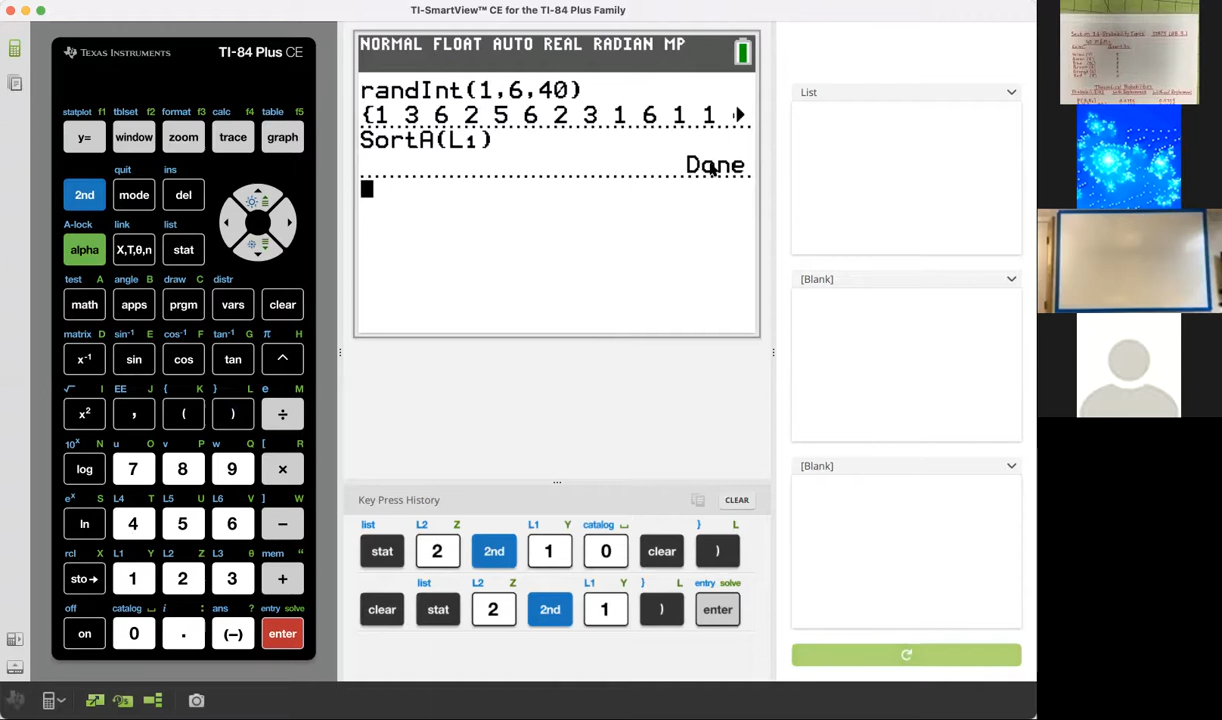 TI-SmartView™ CE for the TI-84 Plus Family
TEXAS INSTRUMENTS
TI-84 Plus CE
statplot f1 tblset f2 format f3 calc f4 table f5
y= window zoom trace graph
quit ins
2nd mode del
A-lock link list
alpha X,T,θ,n stat
test A angle B draw C distr
math apps prgm vars clear
matrix D sin⁻¹ E cos⁻¹ F tan⁻¹ G π H
x⁻¹ sin cos tan ^
√ I EE J { K } L e M
x² , ( ) ÷
10ˣ N u O v P w Q [ R
log 7 8 9 ×
eˣ S L4 T L5 U L6 V ] W
ln 4 5 6 −
rcl X L1 Y L2 Z L3 θ mem "
sto→ 1 2 3 +
off catalog ␣ i : ans ? entry solve
on 0 . (−) enter
NORMAL FLOAT AUTO REAL RADIAN MP
randInt(1,6,40)
{1 3 6 2 5 6 2 3 1 6 1 1
SortA(L₁)
Done
Key Press History
CLEAR
list L2 Z L1 Y catalog ␣ } L
stat 2 2nd 1 0 clear )
list L2 Z L1 Y } L entry solve
clear stat 2 2nd 1 ) enter
List
[Blank]
[Blank]